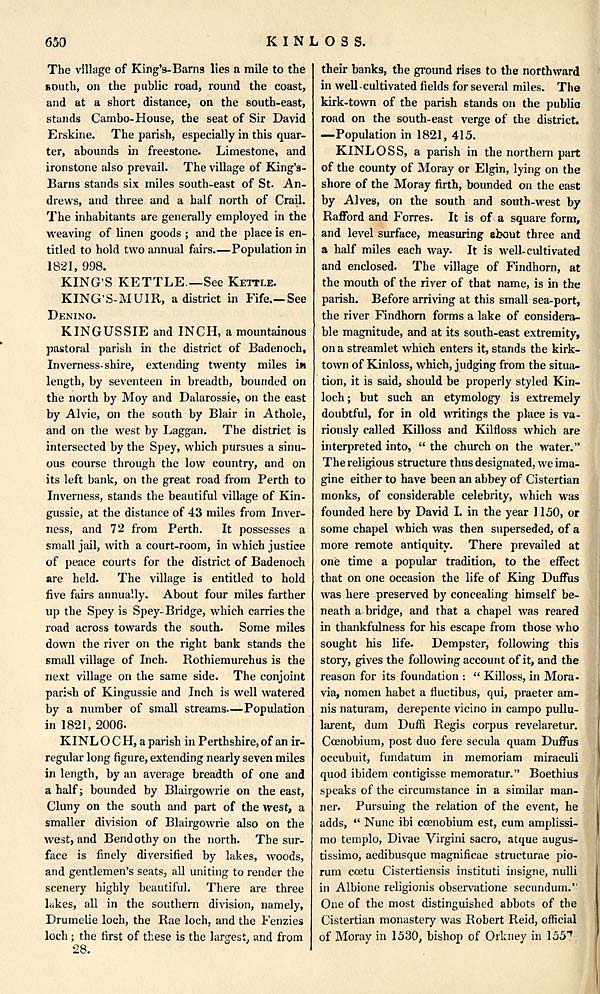 650
KINLOSS.
The village of King's-Barns lies a mile to the
south, on the public road, round the coast,
and at a short distance, on the south-east,
stands Cambo-House, the seat of Sir David
Erskine. The parish, especially in this quar-
ter, abounds in freestone. Limestone, and
ironstone also prevail. The village of King's-
Barns stands six miles south-east of St. An-
drews, and three and a half north of Crail.
The inhabitants are generally employed in the
weaving of linen goods ; and the place is en-
titled to hold two annual fairs.—Population in
1821, 998.
KING'S KETTLE.—See KETTLE.
KING'S-MUIR, a district in Fife.—See
DENINO.
KINGUSSIE and INCH, a mountainous
pastoral parish in the district of Badenoch,
Inverness-shire, extending twenty miles in
length, by seventeen in breadth, bounded on
the north by Moy and Dalarossie, on the east
by Alvie, on the south by Blair in Athole,
and on the west by Laggan. The district is
intersected by the Spey, which pursues a sinu-
ous course through the low country, and on
its left bank, on the great road from Perth to
Inverness, stands the beautiful village of Kin-
gussie, at the distance of 43 miles from Inver-
ness, and 72 from Perth. It possesses a
small jail, with a court-room, in which justice
of peace courts for the district of Badenoch
are held. The village is entitled to hold
five fairs annually. About four miles farther
up the Spey is Spey-Bridge, which carries the
road across towards the south. Some miles
down the river on the right bank stands the
small village of Inch. Rothiemurchus is the
next village on the same side. The conjoint
parish of Kingussie and Inch is well watered
by a number of small streams.—Population
in 1821, 2006.
KINLOCH, a parish in Perthshire, of an ir-
regular long figure, extending nearly seven miles
in length, by an average breadth of one and
a half; bounded by Blairgowrie on the east,
Cluny on the south and part of the west, a
smaller division of Blairgowrie also on the
west, and Bendothy on the north. The sur-
face is finely diversified by lakes, woods,
and gentlemen's seats, all uniting to render the
scenery highly beautiful. There are three
lakes, all in the southern division, namely,
Drumelie loch, the Rae loch, and the Fenzies
loch ; the first of these is the largest, and from
28.
their banks, the ground rises to the northward
in well-cultivated fields for several miles. The
kirk-town of the parish stands on the public
road on the south-east verge of the district.
—Population in 1821, 415.
KINLOSS, a parish in the northern part
of the county of Moray or Elgin, lying on the
shore of the Moray firth, bounded on the east
by Alves, on the south and south-west by
Rafford and Forres. It is of a square form,
and level surface, measuring about three and
a half miles each way. It is well-cultivated
and enclosed. The village of Findhorn, at
the mouth of the river of that name, is in the
parish. Before arriving at this small sea-port,
the river Findhorn forms a lake of considera-
ble magnitude, and at its south-east extremity,
on a streamlet which enters it, stands the kirk-
town of Kinloss, which, judging from the situa-
tion, it is said, should be properly styled Kin-
loch; but such an etymology is extremely
doubtful, for in old writings the place is va-
riously called Killoss and Kilfloss which are
interpreted into, “ the church on the water.”
The religious structure thus designated, we ima-
gine either to have been an abbey of Cistertian
monks, of considerable celebrity, which was
founded here by David I. in the year 1150, or
some chapel which was then superseded, of a
more remote antiquity. There prevailed at
one time a popular tradition, to the effect
that on one occasion the life of King Duffus
was here preserved by concealing himself be-
neath a bridge, and that a chapel was reared
in thankfulness for his escape from those who
sought his life. Dempster, following this
story, gives the following account of it, and the
reason for its foundation : “ Killoss, in Mora-
via, nomen habet a fluctibus, qui, praeter am-
nis naturam, derepente vicino in campo pullu-
larent, dum Duffi Regis corpus revelaretur.
Cœnobium, post duo fere secula quam Duffus
occubuit, fundatum in memoriam miraculi
quod ibidem contigisse memoratur.” Boethius
speaks of the circumstance in a similar man-
ner. Pursuing the relation of the event, he
adds, “ Nunc ibi cœnobium est, cum amplissi-
mo templo, Divae Virgini sacro, atque augus-
tissimo, aedibusque magnificae structurae pio-
rum cœtu Cistertiensis instituti insigne, nulli
in Albione religionis observatione secundum.”
One of the most distinguished abbots of the
Cistertian monastery was Robert Reid, official
of Moray in 1530, bishop of Orkney in 1557